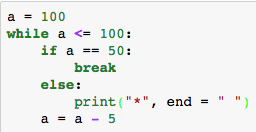 a = 100
while a <= 100:
    if a == 50:
        break
    else:
        print("*", end = " ")
    a = a - 5